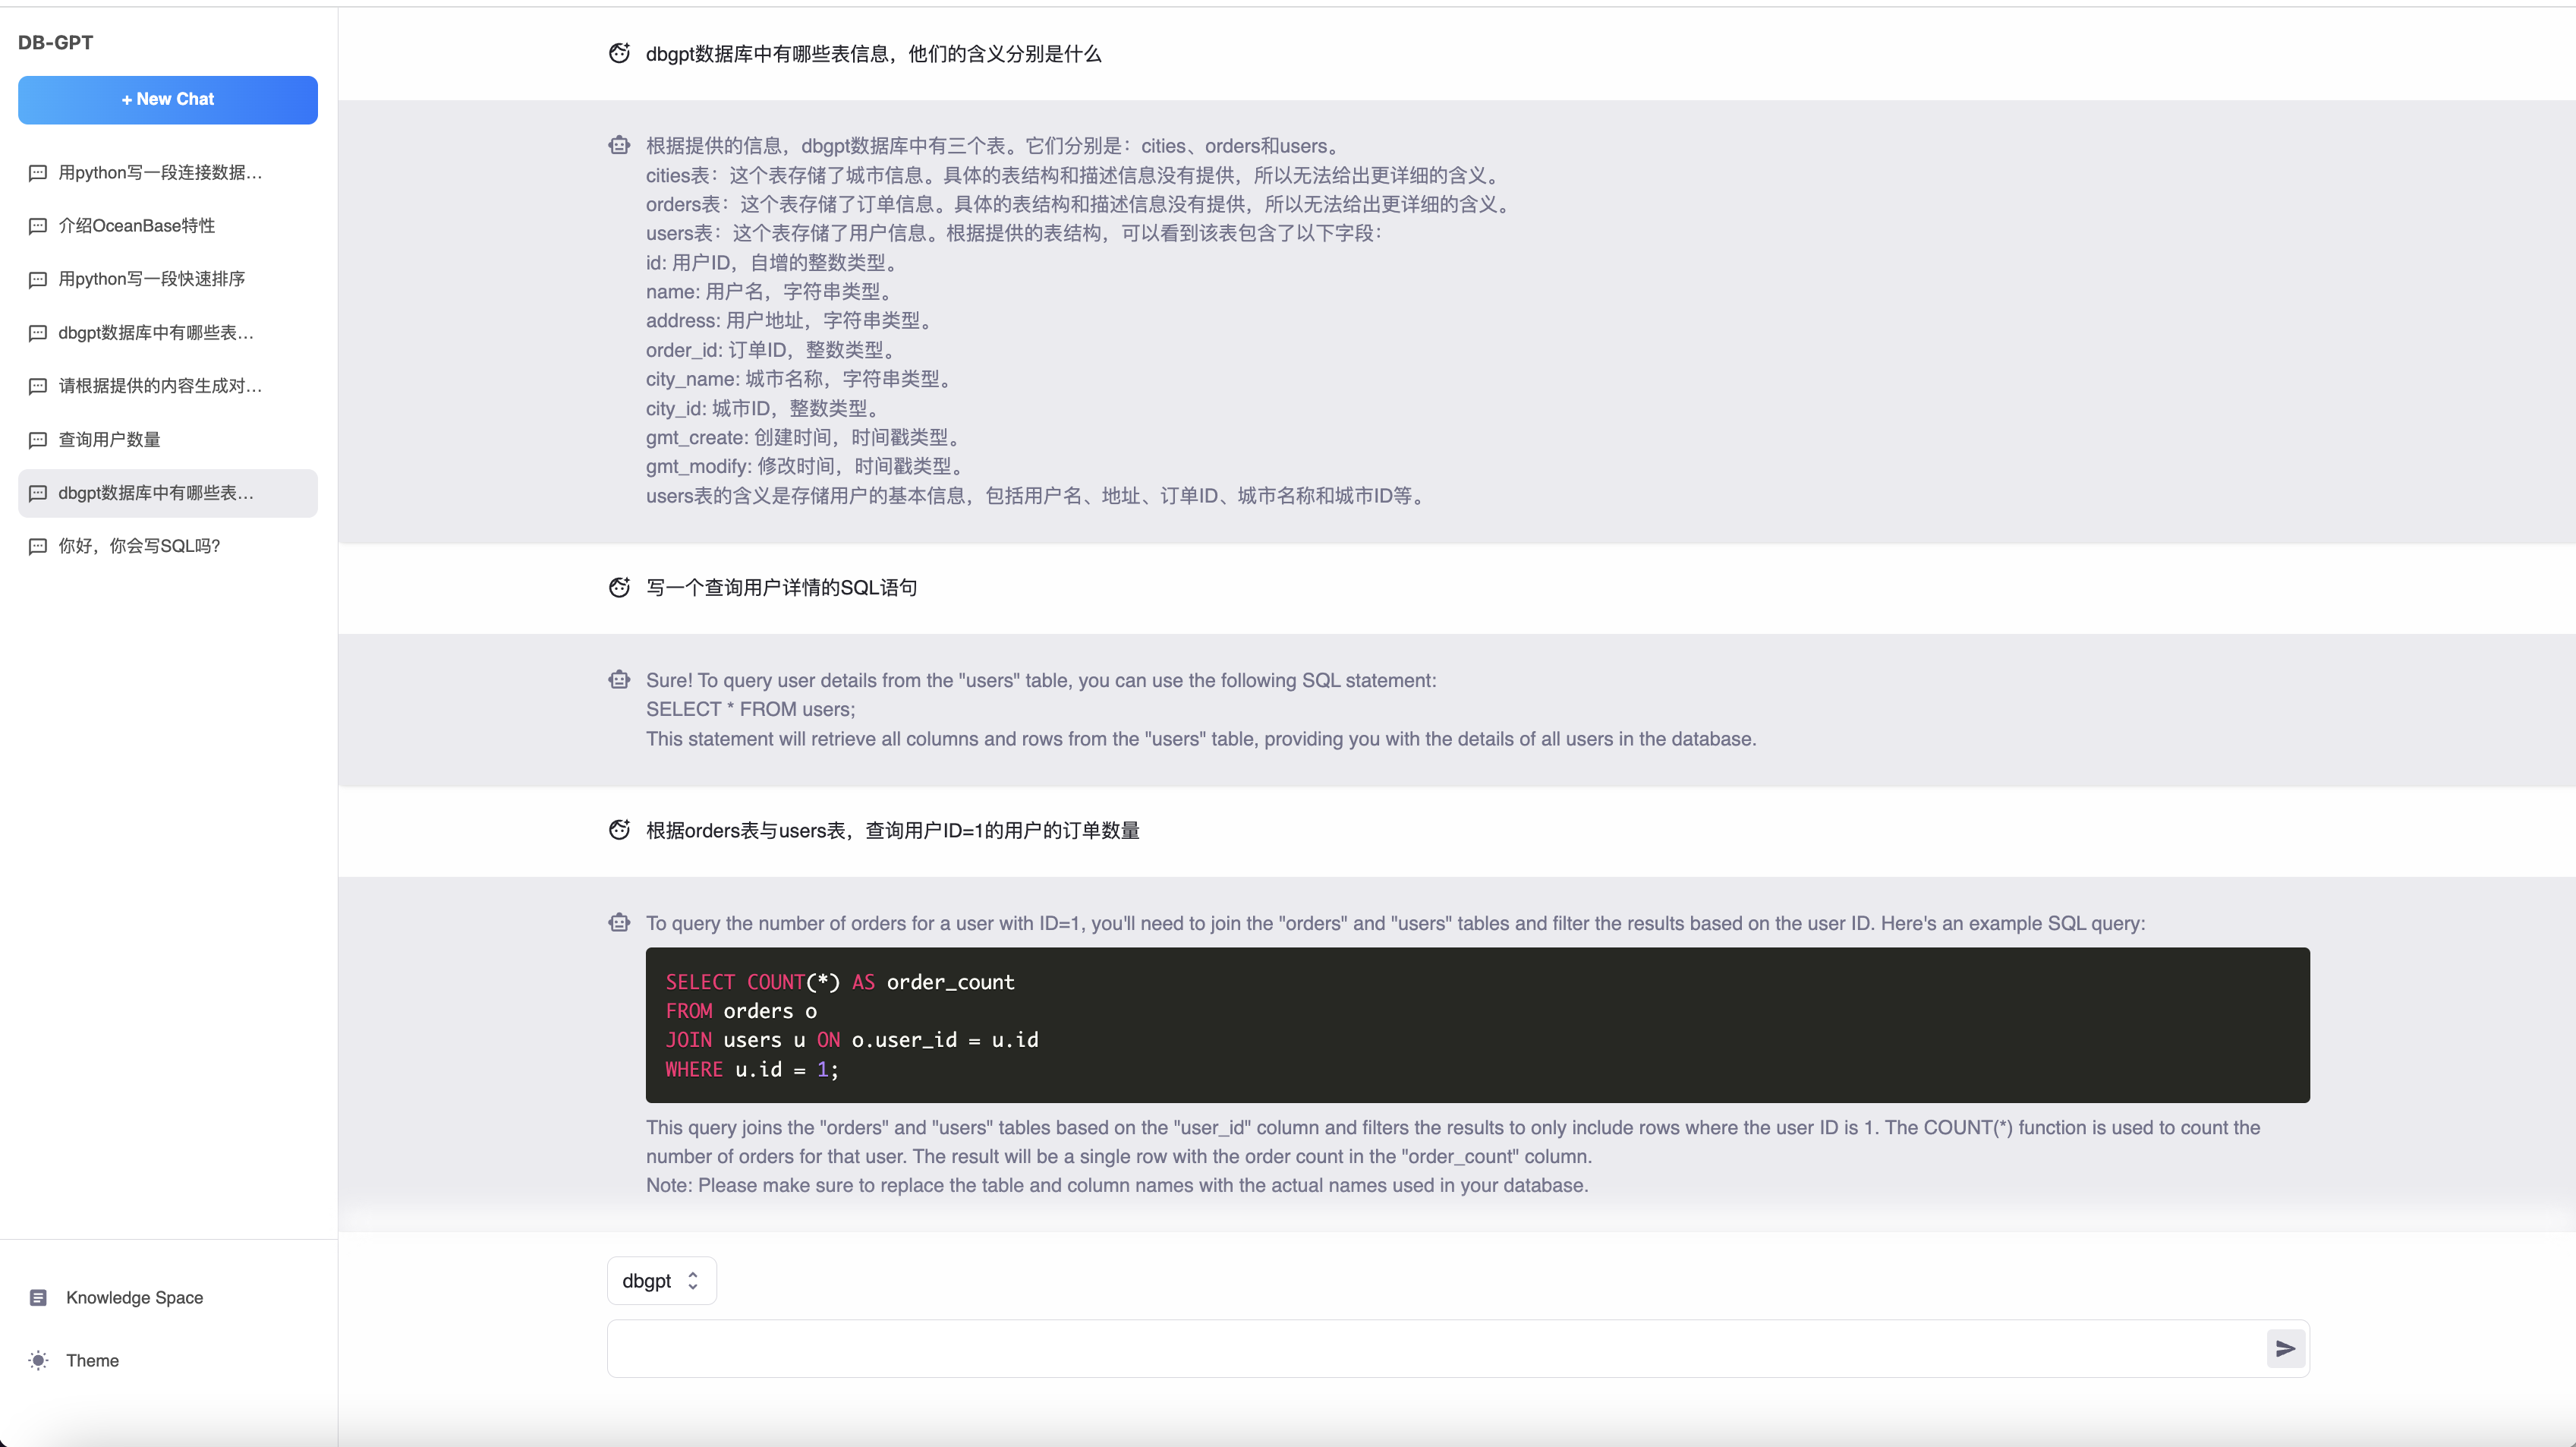 DB-GPT
+ New Chat
用python写一段连接数据…
介绍OceanBase特性
用python写一段快速排序
dbgpt数据库中有哪些表…
请根据提供的内容生成对…
查询用户数量
dbgpt数据库中有哪些表…
你好，你会写SQL吗?
Knowledge Space
Theme
dbgpt数据库中有哪些表信息，他们的含义分别是什么
根据提供的信息，dbgpt数据库中有三个表。它们分别是：cities、orders和users。
cities表：这个表存储了城市信息。具体的表结构和描述信息没有提供，所以无法给出更详细的含义。
orders表：这个表存储了订单信息。具体的表结构和描述信息没有提供，所以无法给出更详细的含义。
users表：这个表存储了用户信息。根据提供的表结构，可以看到该表包含了以下字段：
id: 用户ID，自增的整数类型。
name: 用户名，字符串类型。
address: 用户地址，字符串类型。
order_id: 订单ID，整数类型。
city_name: 城市名称，字符串类型。
city_id: 城市ID，整数类型。
gmt_create: 创建时间，时间戳类型。
gmt_modify: 修改时间，时间戳类型。
users表的含义是存储用户的基本信息，包括用户名、地址、订单ID、城市名称和城市ID等。
写一个查询用户详情的SQL语句
Sure! To query user details from the "users" table, you can use the following SQL statement:
SELECT * FROM users;
This statement will retrieve all columns and rows from the "users" table, providing you with the details of all users in the database.
根据orders表与users表，查询用户ID=1的用户的订单数量
To query the number of orders for a user with ID=1, you'll need to join the "orders" and "users" tables and filter the results based on the user ID. Here's an example SQL query:
SELECT COUNT(*) AS order_count
FROM orders o
JOIN users u ON o.user_id = u.id
WHERE u.id = 1;
This query joins the "orders" and "users" tables based on the "user_id" column and filters the results to only include rows where the user ID is 1. The COUNT(*) function is used to count the
number of orders for that user. The result will be a single row with the order count in the "order_count" column.
Note: Please make sure to replace the table and column names with the actual names used in your database.
dbgpt